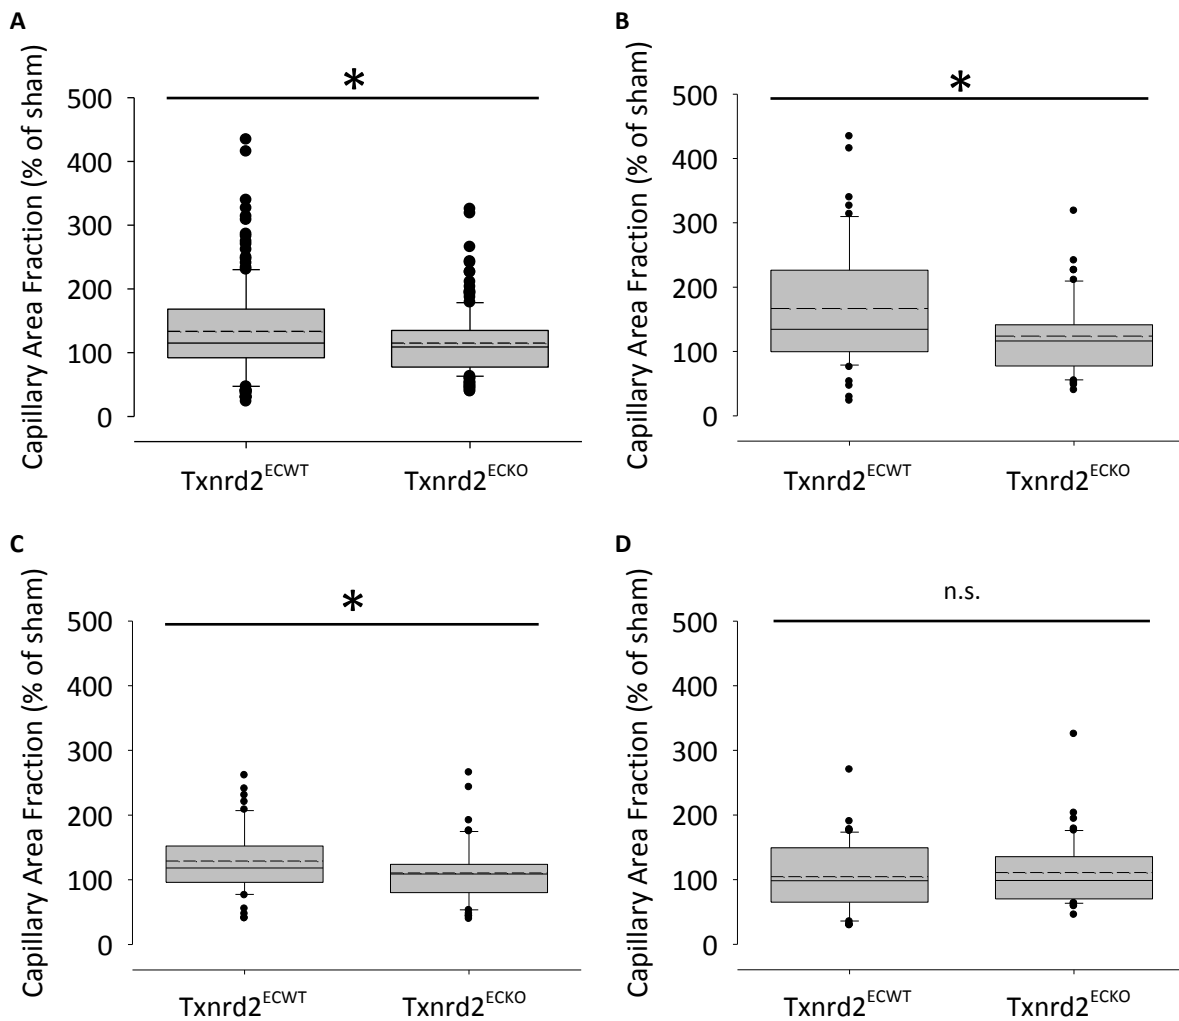 A
Capillary Area Fraction (% of sham)
*
500
400
300
200
100
0
Txnrd2^ECWT Txnrd2^ECKO
B
Capillary Area Fraction (% of sham)
*
500
400
300
200
100
0
Txnrd2^ECWT Txnrd2^ECKO
C
Capillary Area Fraction (% of sham)
*
500
400
300
200
100
0
Txnrd2^ECWT Txnrd2^ECKO
D
Capillary Area Fraction (% of sham)
n.s.
500
400
300
200
100
0
Txnrd2^ECWT Txnrd2^ECKO